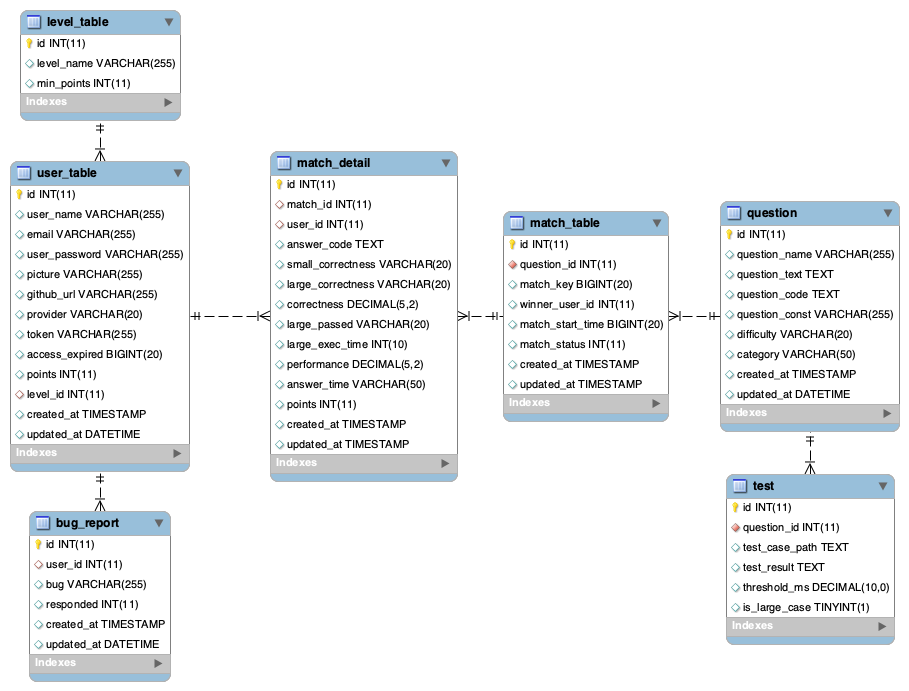 level_table
id INT(11)
level_name VARCHAR(255)
min_points INT(11)
Indexes
user_table
id INT(11)
user_name VARCHAR(255)
email VARCHAR(255)
user_password VARCHAR(255)
picture VARCHAR(255)
github_url VARCHAR(255)
provider VARCHAR(20)
token VARCHAR(255)
access_expired BIGINT(20)
points INT(11)
level_id INT(11)
created_at TIMESTAMP
updated_at DATETIME
Indexes
bug_report
id INT(11)
user_id INT(11)
bug VARCHAR(255)
responded INT(11)
created_at TIMESTAMP
updated_at DATETIME
Indexes
match_detail
id INT(11)
match_id INT(11)
user_id INT(11)
answer_code TEXT
small_correctness VARCHAR(20)
large_correctness VARCHAR(20)
correctness DECIMAL(5,2)
large_passed VARCHAR(20)
large_exec_time INT(10)
performance DECIMAL(5,2)
answer_time VARCHAR(50)
points INT(11)
created_at TIMESTAMP
updated_at TIMESTAMP
Indexes
match_table
id INT(11)
question_id INT(11)
match_key BIGINT(20)
winner_user_id INT(11)
match_start_time BIGINT(20)
match_status INT(11)
created_at TIMESTAMP
updated_at TIMESTAMP
Indexes
question
id INT(11)
question_name VARCHAR(255)
question_text TEXT
question_code TEXT
question_const VARCHAR(255)
difficulty VARCHAR(20)
category VARCHAR(50)
created_at TIMESTAMP
updated_at DATETIME
Indexes
test
id INT(11)
question_id INT(11)
test_case_path TEXT
test_result TEXT
threshold_ms DECIMAL(10,0)
is_large_case TINYINT(1)
Indexes